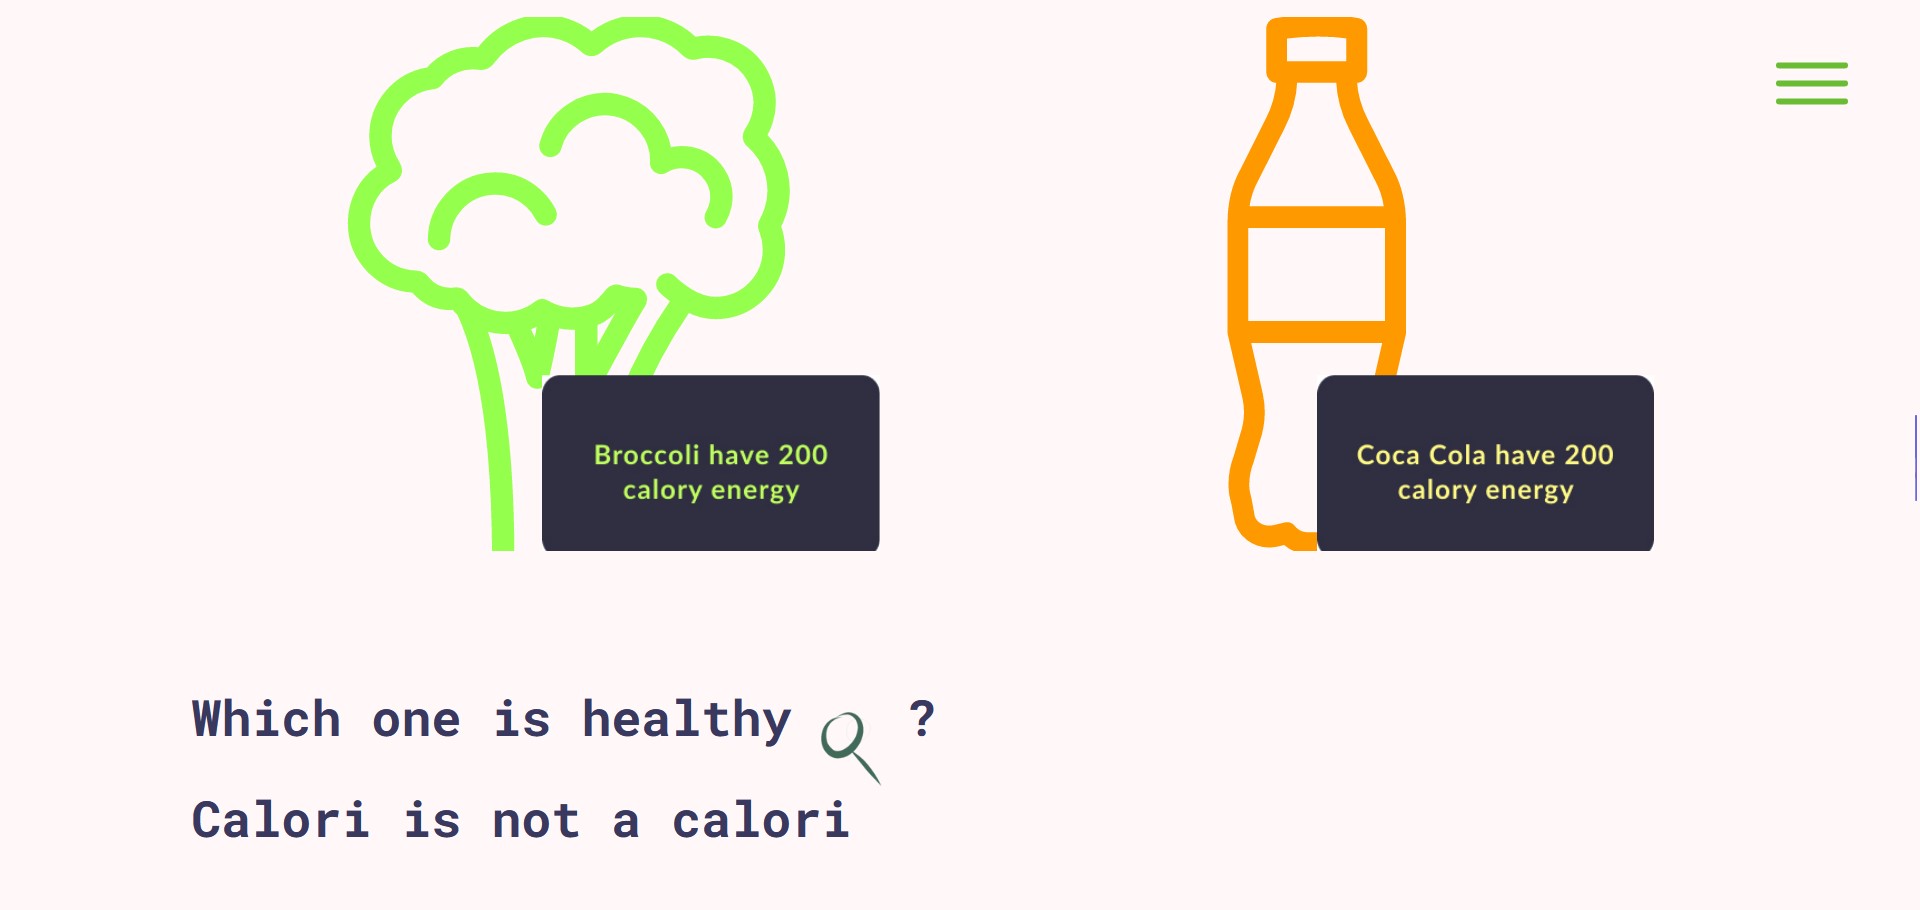 Broccoli have 200
calory energy
Coca Cola have 200
calory energy
Which one is healthy ?
Calori is not a calori